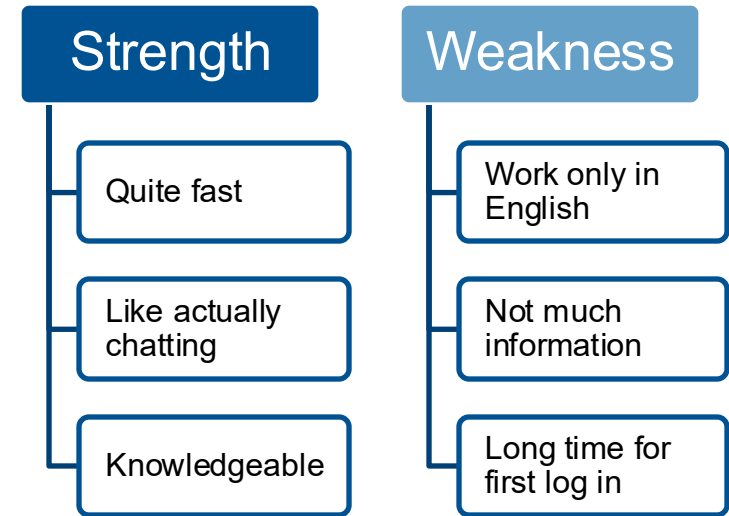 Strength
Quite fast
Like actually
chatting
Knowledgeable
Weakness
Work only in
English
Not much
information
Long time for
first log in